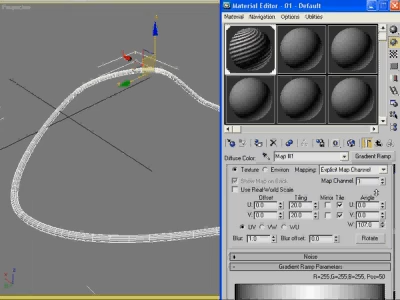 Perspective
Material Editor - 01 - Default
Material Navigation Options Utilities
Diffuse Color: Map #1 Gradient Ramp
Texture Environ Mapping: Explicit Map Channel
Show Map on Back Map Channel: 1
Use Real-World Scale
Offset Tiling Mirror Tile Angle
U: 0.0 20.0 U: 0.0
V: 0.0 20.0 V: 0.0
UV VW WU W: 107.0
Blur: 1.0 Blur offset: 0.0 Rotate
Noise
Gradient Ramp Parameters
R=255,G=255,B=255, Pos=50